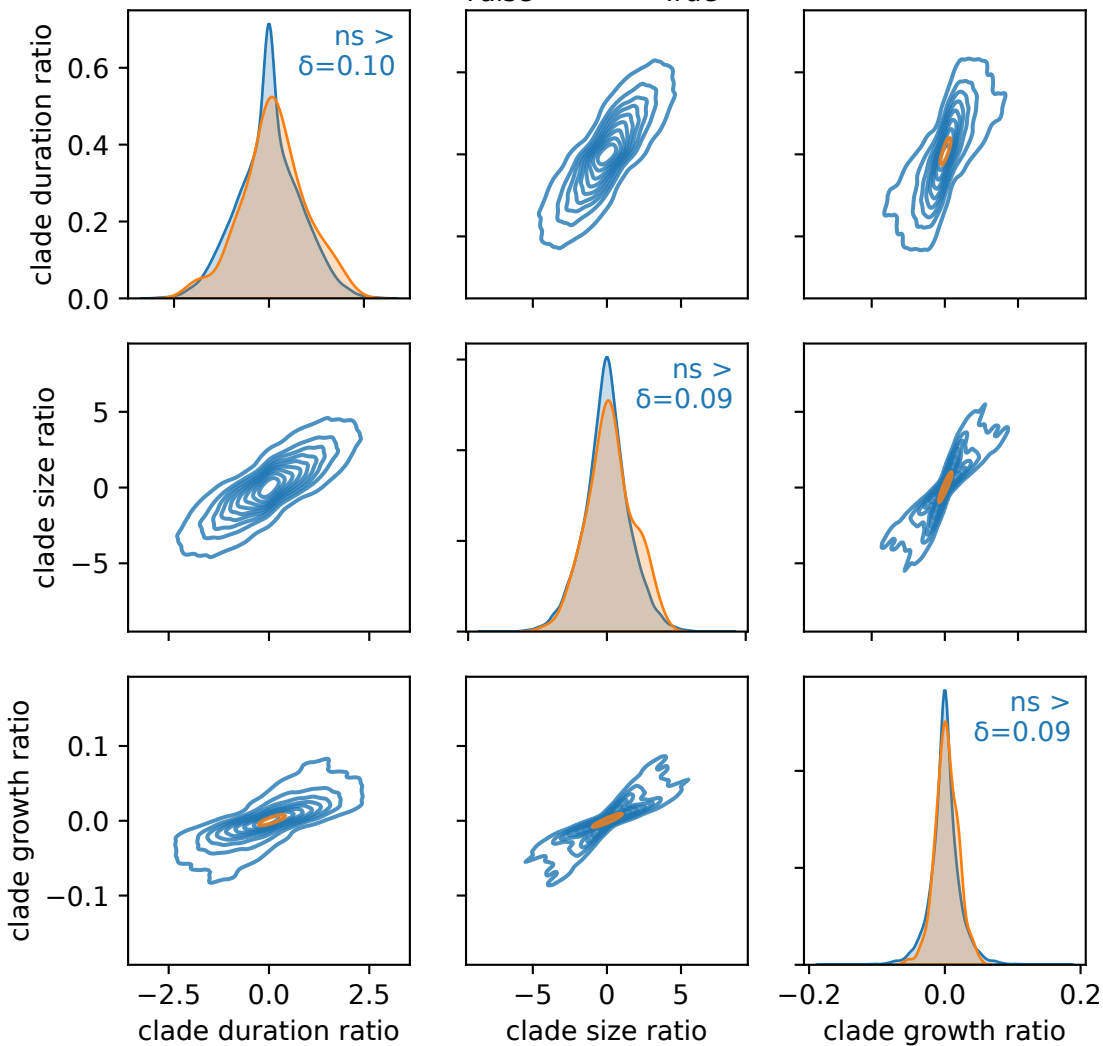 clade duration ratio
0.6
0.4
0.2
0.0
ns >
δ=0.10
clade size ratio
5
0
−5
ns >
δ=0.09
clade growth ratio
0.1
0.0
−0.1
ns >
δ=0.09
−2.5 0.0 2.5
−5 0 5
−0.2 0.0 0.2
clade duration ratio
clade size ratio
clade growth ratio